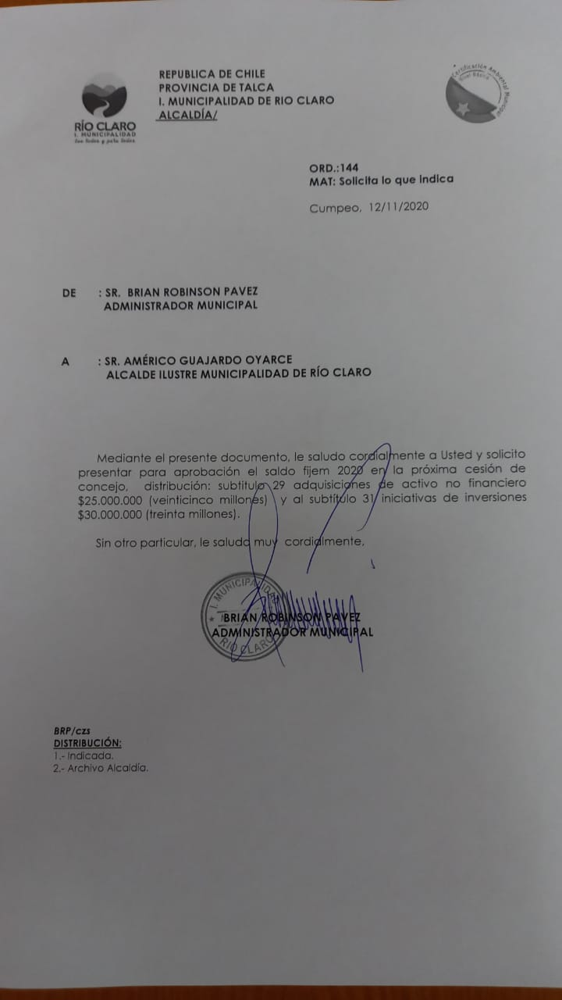 REPUBLICA DE CHILE
PROVINCIA DE TALCA
I. MUNICIPALIDAD DE RIO CLARO
ALCALDÍA/
RÍO CLARO
I. MUNICIPALIDAD
Con todos y para todos
Certificación Ambiental Municipal
Nivel Básico
ORD.:144
MAT: Solicita lo que indica
Cumpeo, 12/11/2020
DE : SR. BRIAN ROBINSON PAVEZ
ADMINISTRADOR MUNICIPAL
A : SR. AMÉRICO GUAJARDO OYARCE
ALCALDE ILUSTRE MUNICIPALIDAD DE RÍO CLARO
Mediante el presente documento, le saludo cordialmente a Usted y solicito
presentar para aprobación el saldo fijem 2020 en la próxima cesión de
concejo, distribución: subtitulo 29 adquisiciones de activo no financiero
$25.000.000 (veinticinco millones) y al subtítulo 31 iniciativas de inversiones
$30.000.000 (treinta millones).
Sin otro particular, le saluda muy cordialmente,
I. MUNICIPALIDAD
RIO CLARO
BRIAN ROBINSON PAVEZ
ADMINISTRADOR MUNICIPAL
BRP/czs
DISTRIBUCIÓN:
1.- Indicada.
2.- Archivo Alcaldía.